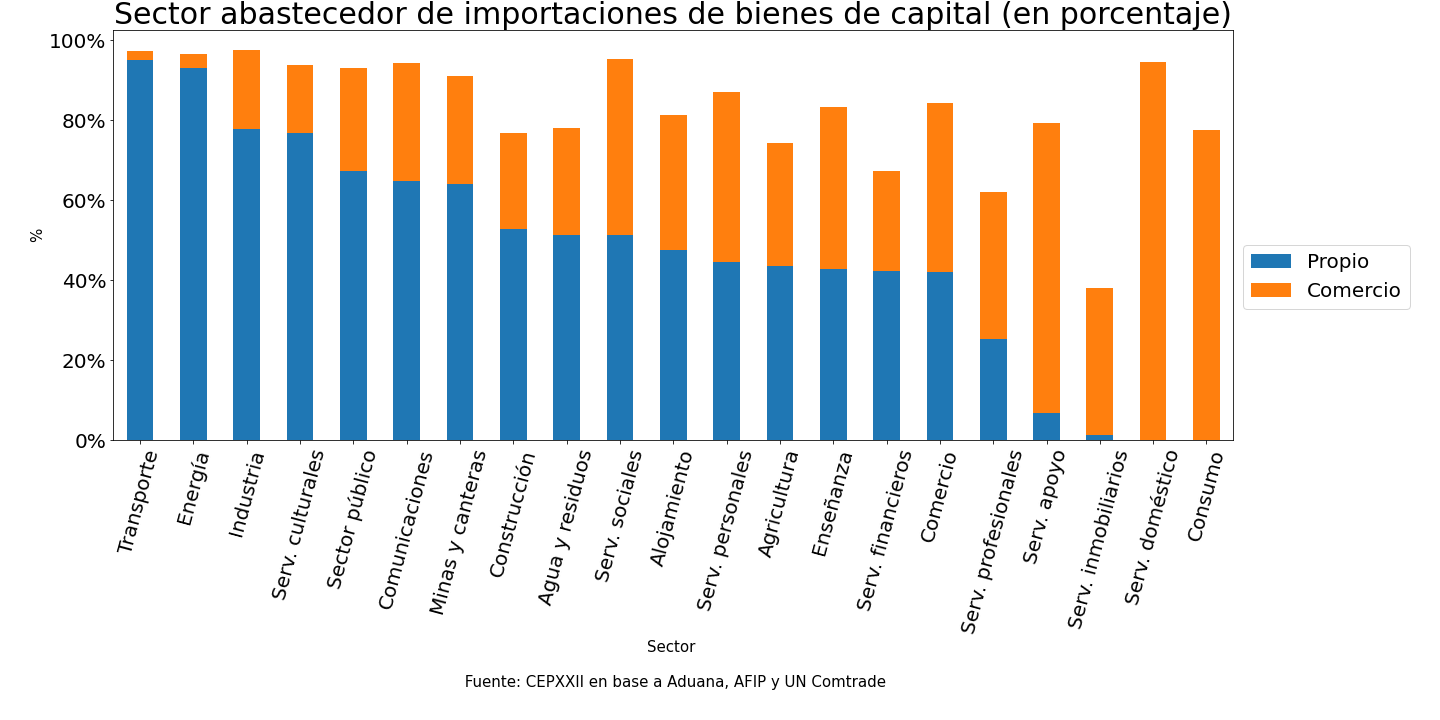 Sector abastecedor de importaciones de bienes de capital (en porcentaje)
100%
80%
60%
40%
20%
0%
%
Propio
Comercio
Transporte
Energía
Industria
Serv. culturales
Sector público
Comunicaciones
Minas y canteras
Construcción
Agua y residuos
Serv. sociales
Alojamiento
Serv. personales
Agricultura
Enseñanza
Serv. financieros
Comercio
Serv. profesionales
Serv. apoyo
Serv. inmobiliarios
Serv. doméstico
Consumo
Sector
Fuente: CEPXXII en base a Aduana, AFIP y UN Comtrade